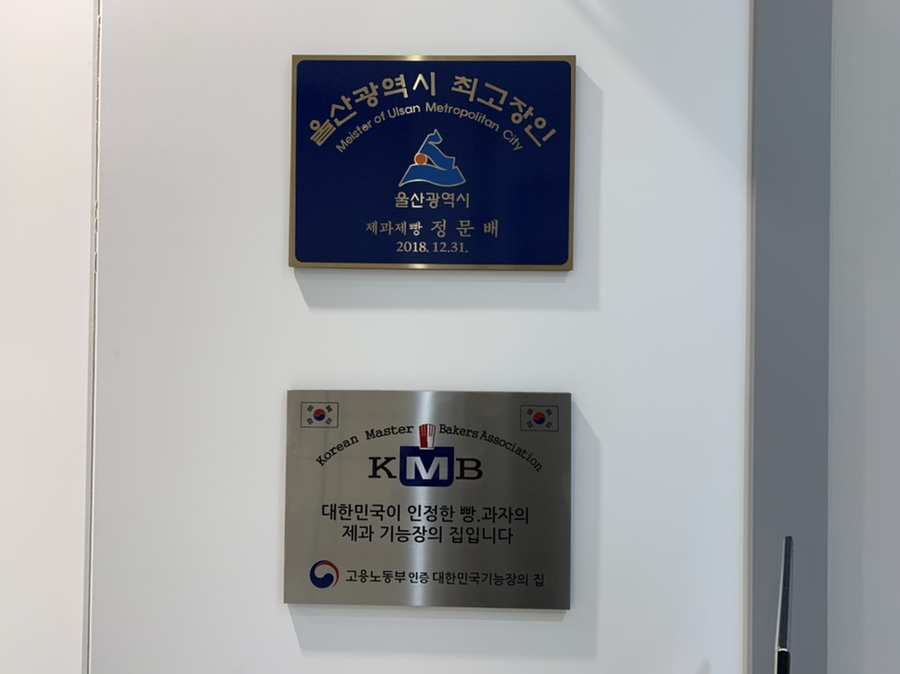 울산광역시 최고장인
Meister of Ulsan Metropolitan City
울산광역시
제과제빵 정문배
2018. 12. 31.
Korean Master Bakers Association
KMB
대한민국이 인정한 빵.과자의
제과 기능장의 집입니다
고용노동부 인증 대한민국기능장의 집